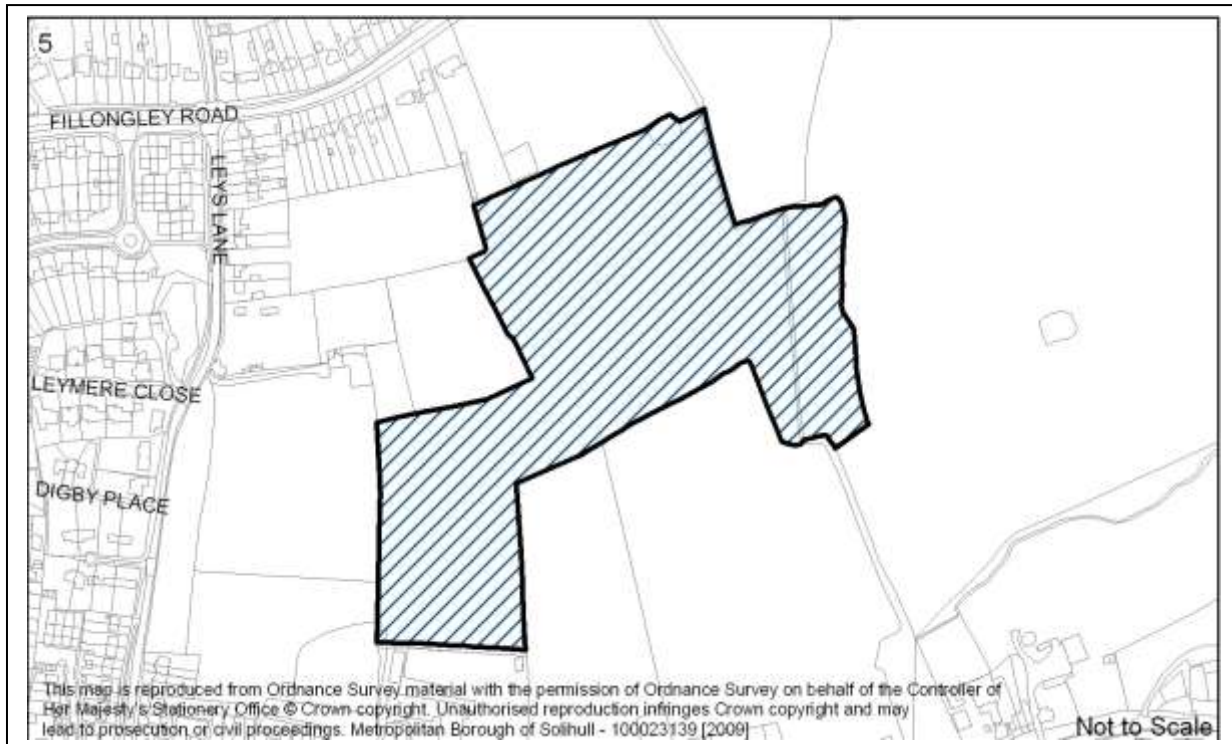 5
FILLONGLEY ROAD
LEYS LANE
LEYMERE CLOSE
DIGBY PLACE
This map is reproduced from Ordnance Survey material with the permission of Ordnance Survey on behalf of the Controller of
Her Majesty's Stationery Office © Crown copyright. Unauthorised reproduction infringes Crown copyright and may
lead to prosecution or civil proceedings. Metropolitan Borough of Solihull - 100023139 [2009]
Not to Scale